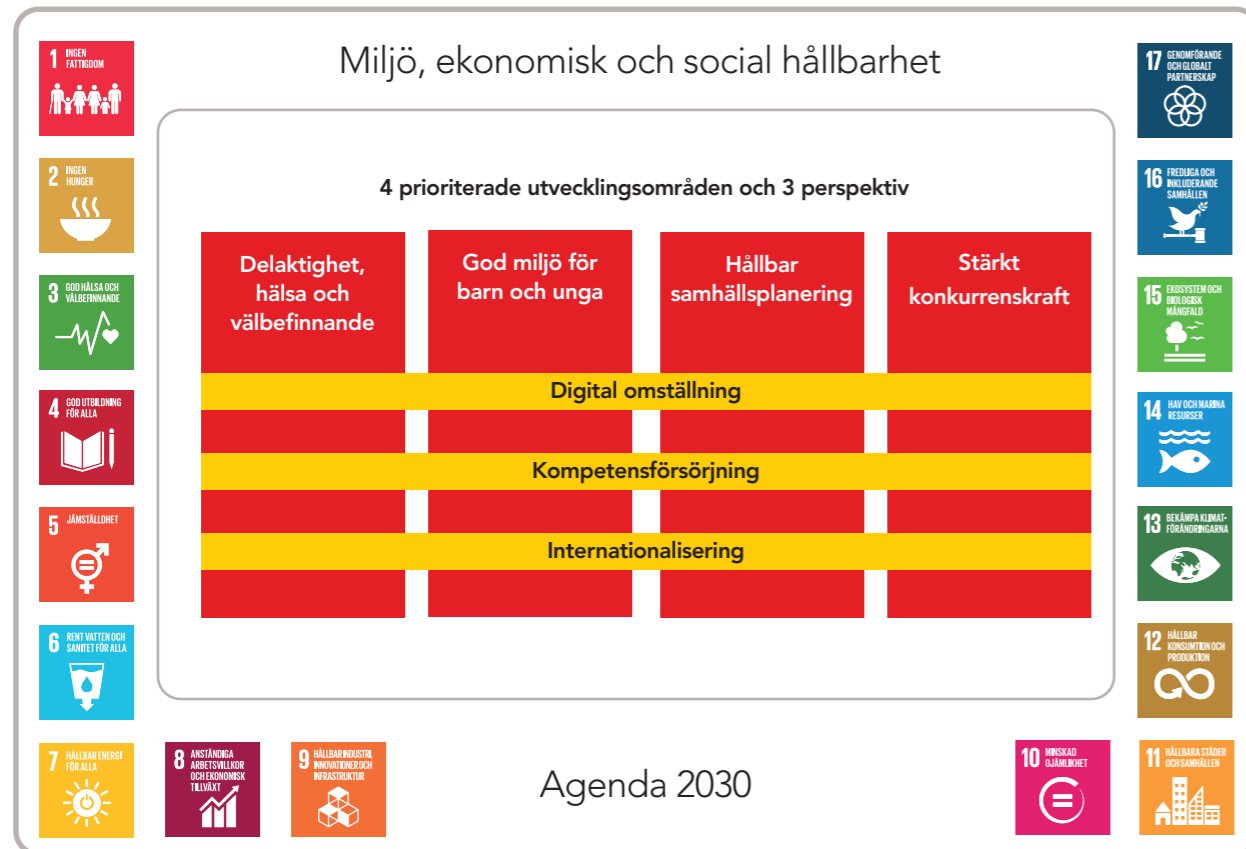 Miljö, ekonomisk och social hållbarhet
4 prioriterade utvecklingsområden och 3 perspektiv
Delaktighet,
hälsa och
välbefinnande
God miljö för
barn och unga
Hållbar
samhällsplanering
Stärkt
konkurrenskraft
Digital omställning
Kompetensförsörjning
Internationalisering
1 INGEN
FATTIGDOM
2 INGEN
HUNGER
3 GOD HÄLSA OCH
VÄLBEFINNANDE
4 GOD UTBILDNING
FÖR ALLA
5 JÄMSTÄLLDHET
6 RENT VATTEN OCH
SANITET FÖR ALLA
7 HÅLLBAR ENERGI
FÖR ALLA
8 ANSTÄNDIGA
ARBETSVILLKOR
OCH EKONOMISK
TILLVÄXT
9 HÅLLBAR INDUSTRI,
INNOVATIONER OCH
INFRASTRUKTUR
Agenda 2030
10 MINSKAD
OJÄMLIKHET
11 HÅLLBARA STÄDER
OCH SAMHÄLLEN
12 HÅLLBAR
KONSUMTION OCH
PRODUKTION
13 BEKÄMPA KLIMAT-
FÖRÄNDRINGARNA
14 HAV OCH MARINA
RESURSER
15 EKOSYSTEM OCH
BIOLOGISK
MÅNGFALD
16 FREDLIGA OCH
INKLUDERANDE
SAMHÄLLEN
17 GENOMFÖRANDE
OCH GLOBALT
PARTNERSKAP